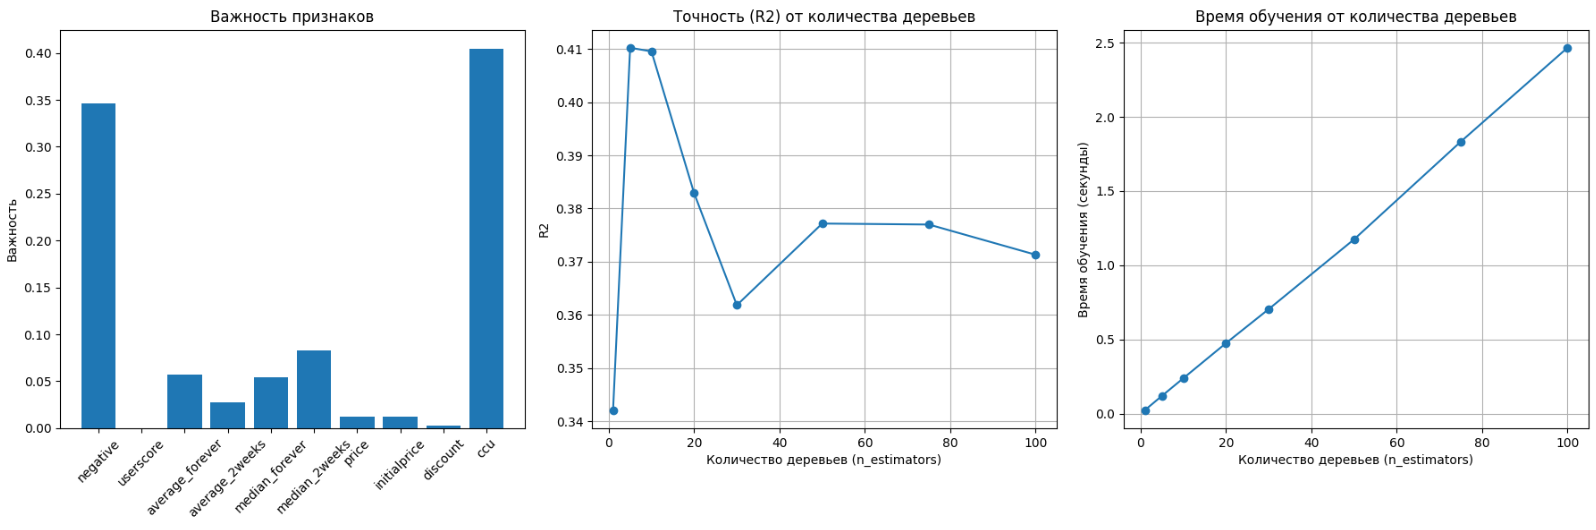 Важность признаков
Важность
0.40
0.35
0.30
0.25
0.20
0.15
0.10
0.05
0.00
negative
userscore
average_forever
average_2weeks
median_forever
median_2weeks
price
initialprice
discount
ccu
Точность (R2) от количества деревьев
R2
0.41
0.40
0.39
0.38
0.37
0.36
0.35
0.34
0 20 40 60 80 100
Количество деревьев (n_estimators)
Время обучения от количества деревьев
Время обучения (секунды)
2.5
2.0
1.5
1.0
0.5
0.0
0 20 40 60 80 100
Количество деревьев (n_estimators)